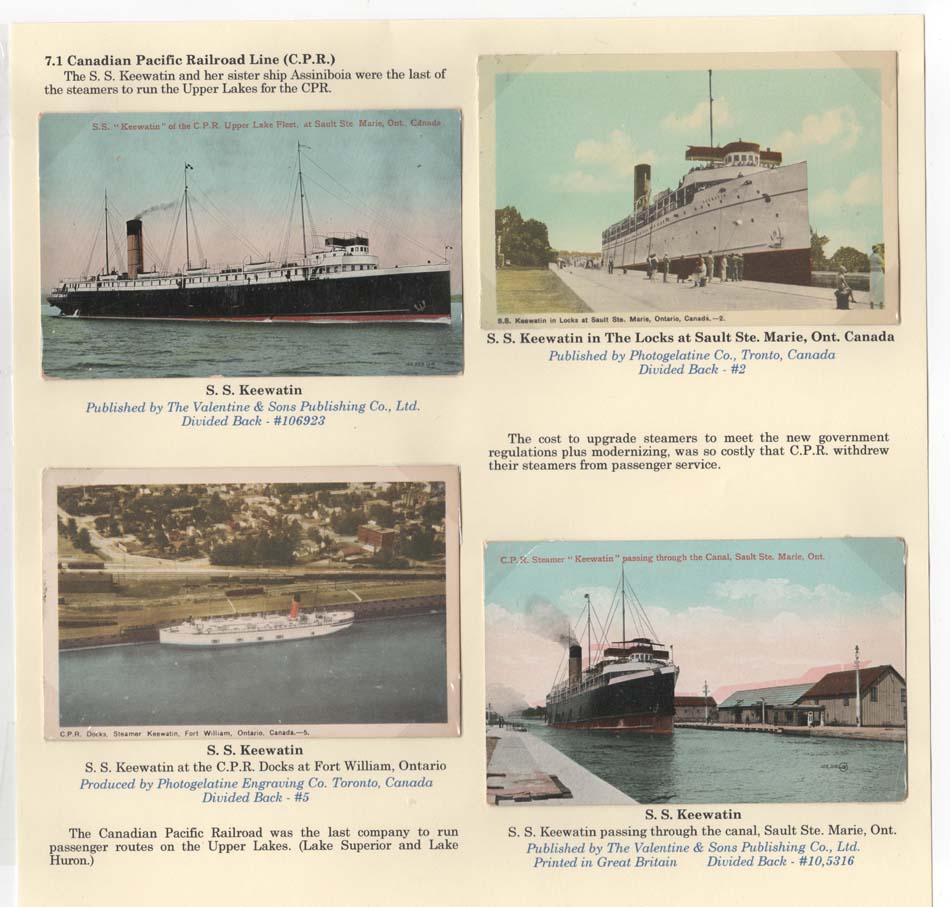 7.1 Canadian Pacific Railroad Line (C.P.R.)
The S. S. Keewatin and her sister ship Assiniboia were the last of
the steamers to run the Upper Lakes for the CPR.
S.S. "Keewatin" of the C.P.R. Upper Lake Fleet, at Sault Ste Marie, Ont. Canada
S. S. Keewatin
Published by The Valentine & Sons Publishing Co., Ltd.
Divided Back - #106923
C.P.R. Docks, Steamer Keewatin, Fort William, Ontario, Canada.—5.
S. S. Keewatin
S. S. Keewatin at the C.P.R. Docks at Fort William, Ontario
Produced by Photogelatine Engraving Co. Toronto, Canada
Divided Back - #5
The Canadian Pacific Railroad was the last company to run
passenger routes on the Upper Lakes. (Lake Superior and Lake
Huron.)
S.S. Keewatin in Locks at Sault Ste. Marie, Ontario, Canada.—2.
S. S. Keewatin in The Locks at Sault Ste. Marie, Ont. Canada
Published by Photogelatine Co., Tronto, Canada
Divided Back - #2
The cost to upgrade steamers to meet the new government
regulations plus modernizing, was so costly that C.P.R. withdrew
their steamers from passenger service.
C.P.R. Steamer "Keewatin" passing through the Canal, Sault Ste. Marie, Ont.
S. S. Keewatin
S. S. Keewatin passing through the canal, Sault Ste. Marie, Ont.
Published by The Valentine & Sons Publishing Co., Ltd.
Printed in Great Britain Divided Back - #10,5316